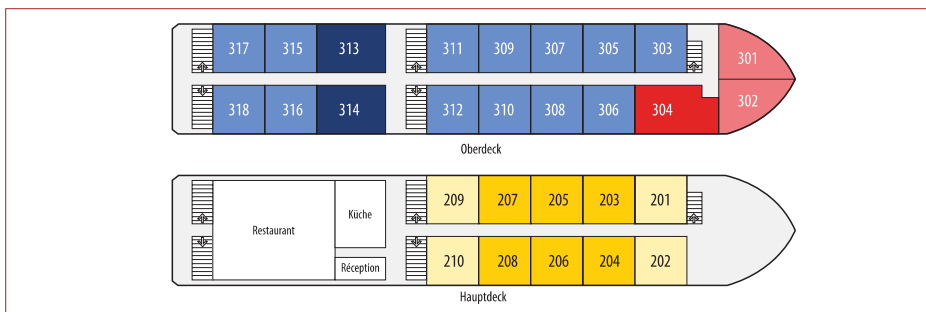 317 315 313 311 309 307 305 303
301
302
318 316 314 312 310 308 306 304
Oberdeck
209 207 205 203 201
Küche
Restaurant
Réception
210 208 206 204 202
Hauptdeck